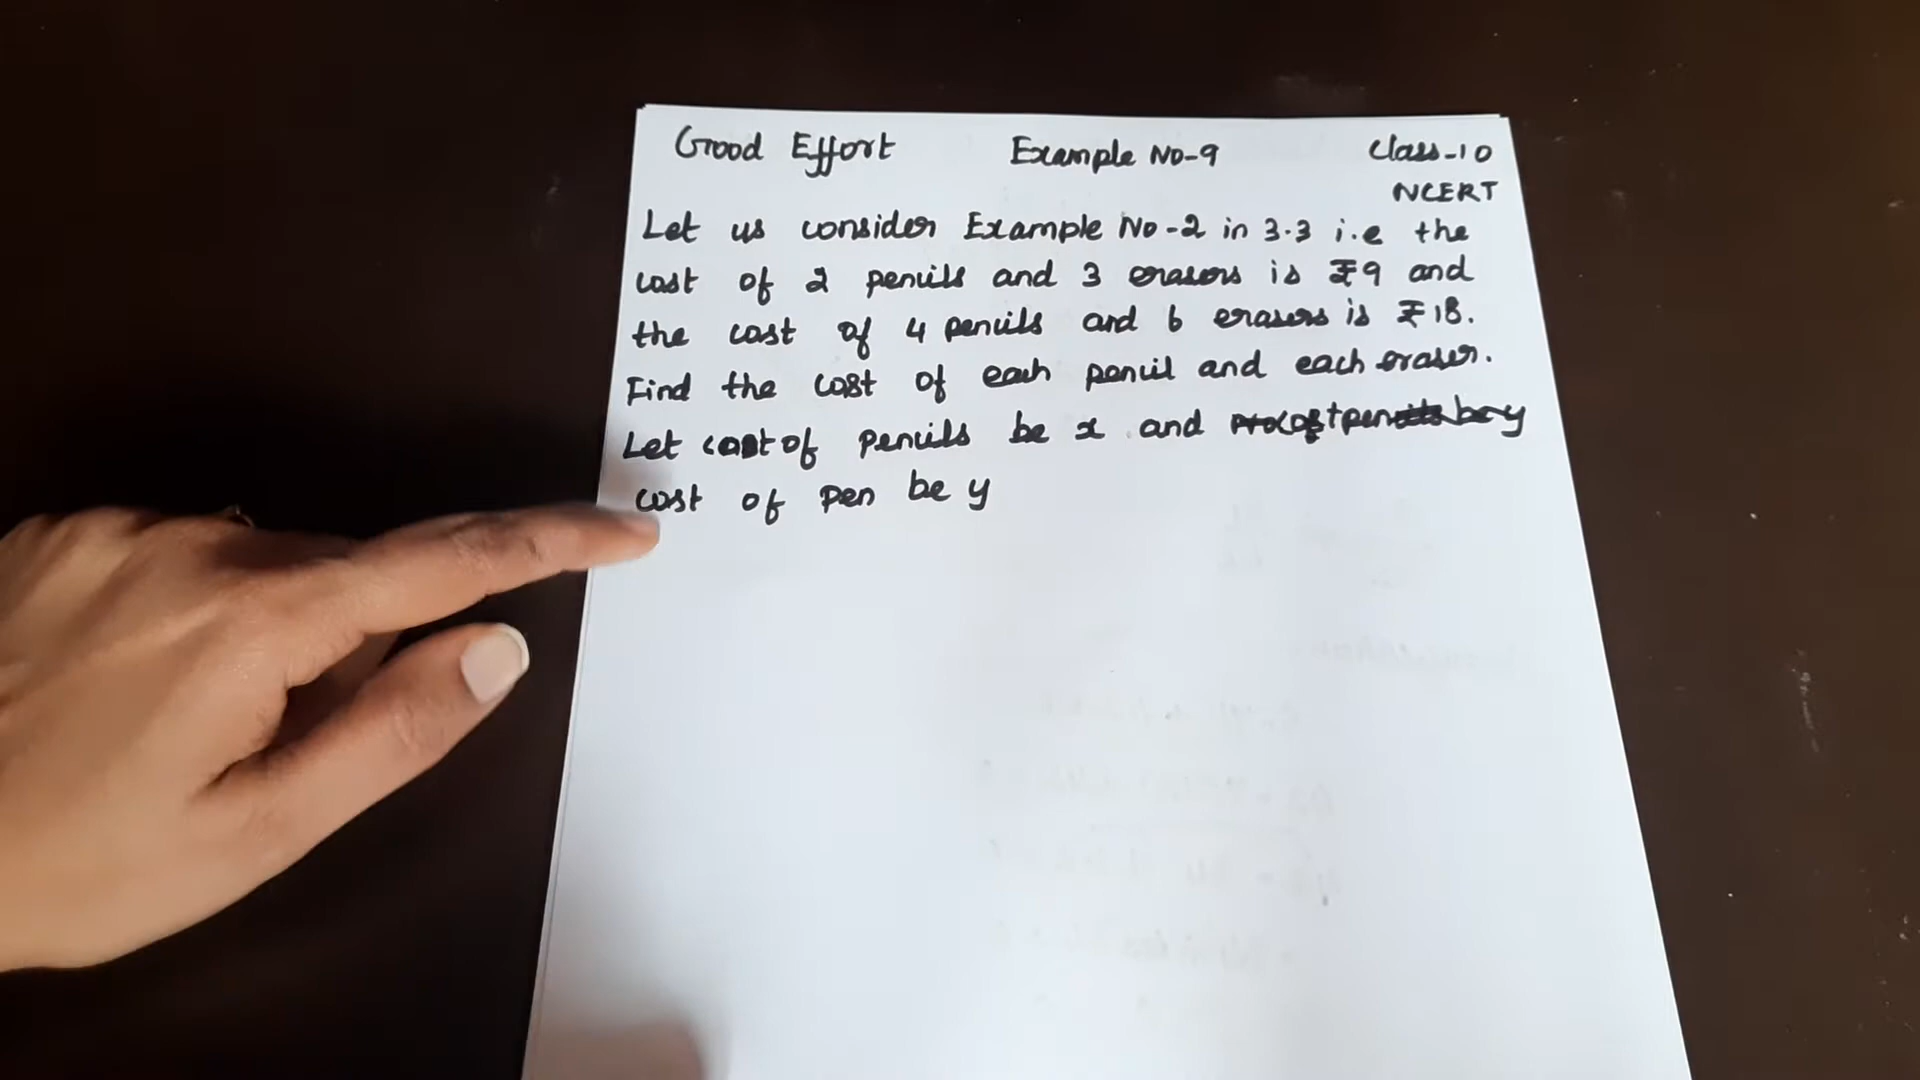 Good Effort Example No-9 Class-10
NCERT
Let us consider Example No-2 in 3.3 i.e the
cost of 2 pencils and 3 erasers is ₹9 and
the cost of 4 pencils and 6 erasers is ₹18.
Find the cost of each pencil and each eraser.
Let cost of pencils be x and
cost of pen be y